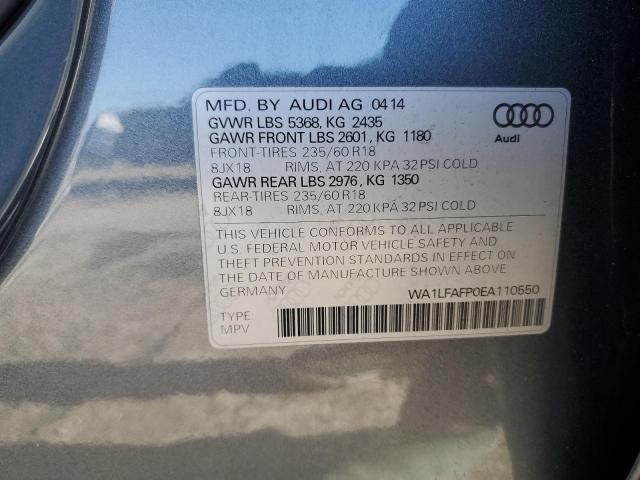 MFD. BY AUDI AG 04 14
GVWR LBS 5368, KG 2435
GAWR FRONT LBS 2601, KG 1180
FRONT-TIRES 235/60 R18
8JX18 RIMS, AT 220 KPA 32 PSI COLD
GAWR REAR LBS 2976, KG 1350
REAR-TIRES 235/60 R18
8JX18 RIMS, AT 220 KPA 32 PSI COLD
Audi
THIS VEHICLE CONFORMS TO ALL APPLICABLE
U.S. FEDERAL MOTOR VEHICLE SAFETY AND
THEFT PREVENTION STANDARDS IN EFFECT ON
THE DATE OF MANUFACTURE SHOWN ABOVE
GERMANY
WA1LFAFP0EA110550
TYPE:
MPV